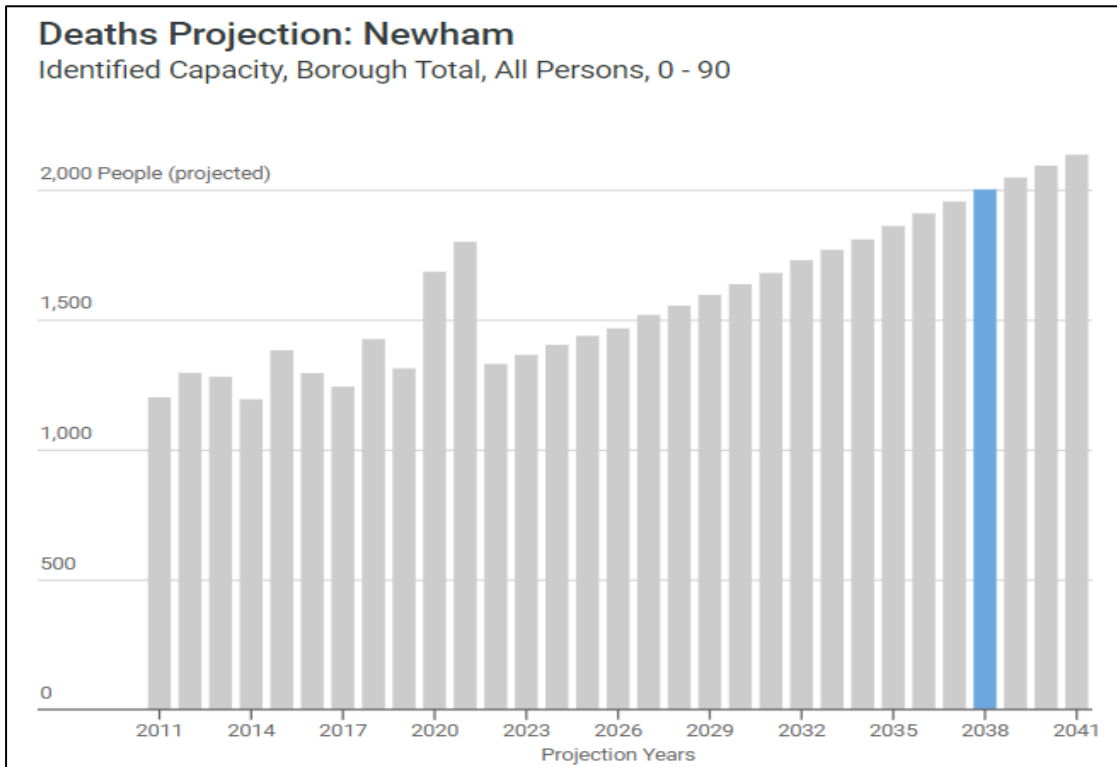 Deaths Projection: Newham
Identified Capacity, Borough Total, All Persons, 0 - 90
2,000 People (projected)
1,500
1,000
500
0
2011 2014 2017 2020 2023 2026 2029 2032 2035 2038 2041
Projection Years